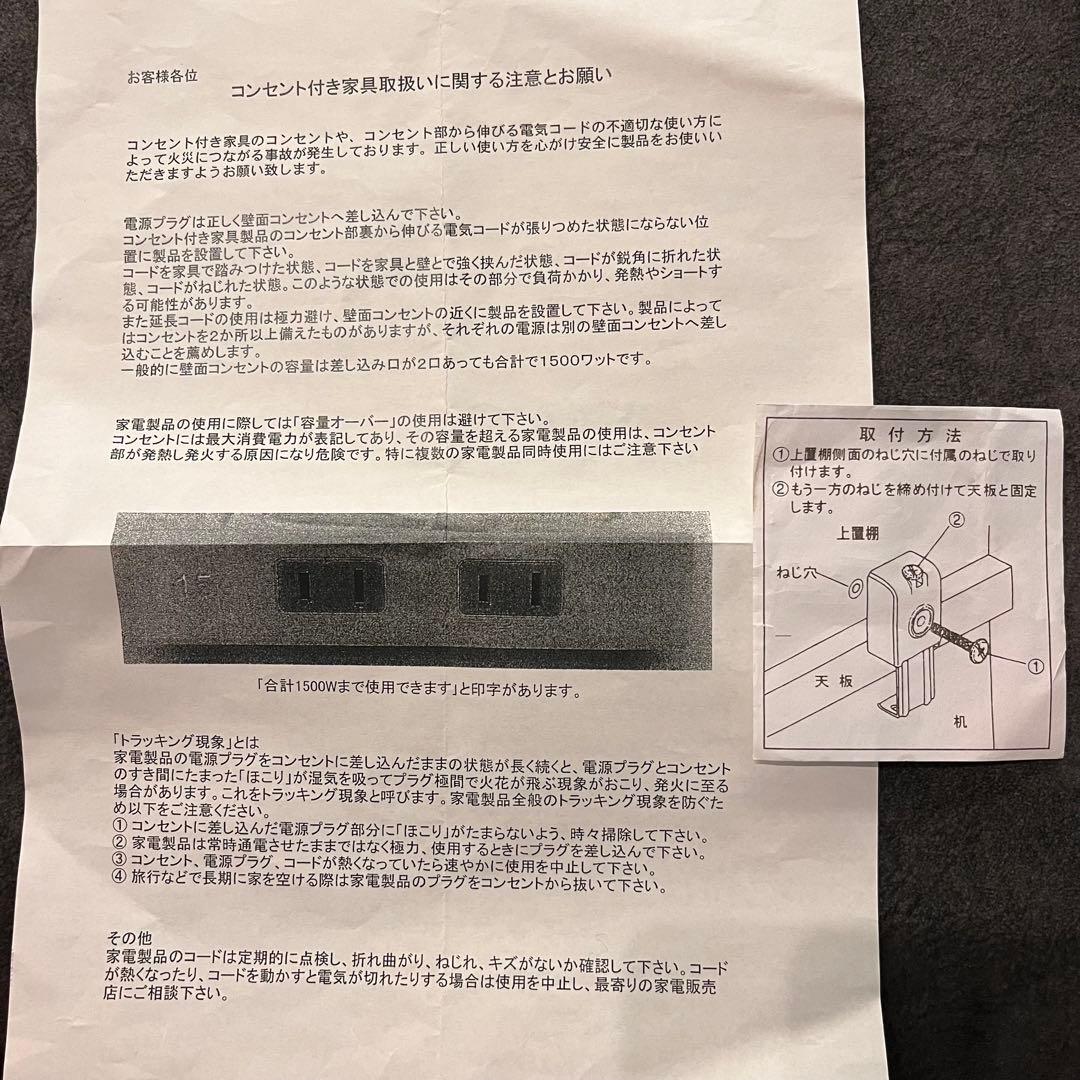 お客様各位
コンセント付き家具取扱いに関する注意とお願い
コンセント付き家具のコンセントや、コンセント部から伸びる電気コードの不適切な使い方に
よって火災につながる事故が発生しております。正しい使い方を心がけ安全に製品をお使いい
ただきますようお願い致します。
電源プラグは正しく壁面コンセントへ差し込んで下さい。
コンセント付き家具製品のコンセント部裏から伸びる電気コードが張りつめた状態にならない位
置に製品を設置して下さい。
コードを家具で踏みつけた状態、コードを家具と壁とで強く挟んだ状態、コードが鋭角に折れた状
態、コードがねじれた状態。このような状態での使用はその部分で負荷かかり、発熱やショートす
る可能性があります。
また延長コードの使用は極力避け、壁面コンセントの近くに製品を設置して下さい。製品によって
はコンセントを2か所以上備えたものがありますが、それぞれの電源は別の壁面コンセントへ差し
込むことを薦めします。
一般的に壁面コンセントの容量は差し込み口が2口あっても合計で1500ワットです。
家電製品の使用に際しては「容量オーバー」の使用は避けて下さい。
コンセントには最大消費電力が表記してあり、その容量を超える家電製品の使用は、コンセント
部が発熱し発火する原因になり危険です。特に複数の家電製品同時使用にはご注意下さい
「合計1500Wまで使用できます」と印字があります。
「トラッキング現象」とは
家電製品の電源プラグをコンセントに差し込んだままの状態が長く続くと、電源プラグとコンセント
のすき間にたまった「ほこり」が湿気を吸ってプラグ極間で火花が飛ぶ現象がおこり、発火に至る
場合があります。これをトラッキング現象と呼びます。家電製品全般のトラッキング現象を防ぐた
め以下をご注意ください。
① コンセントに差し込んだ電源プラグ部分に「ほこり」がたまらないよう、時々掃除して下さい。
② 家電製品は常時通電させたままではなく極力、使用するときにプラグを差し込んで下さい。
③ コンセント、電源プラグ、コードが熱くなっていたら速やかに使用を中止して下さい。
④ 旅行などで長期に家を空ける際は家電製品のプラグをコンセントから抜いて下さい。
その他
家電製品のコードは定期的に点検し、折れ曲がり、ねじれ、キズがないか確認して下さい。コード
が熱くなったり、コードを動かすと電気が切れたりする場合は使用を中止し、最寄りの家電販売
店にご相談下さい。
取付方法
①上置棚側面のねじ穴に付属のねじで取り
付けます。
②もう一方のねじを締め付けて天板と固定
します。
上置棚
②
ねじ穴
①
天板
机